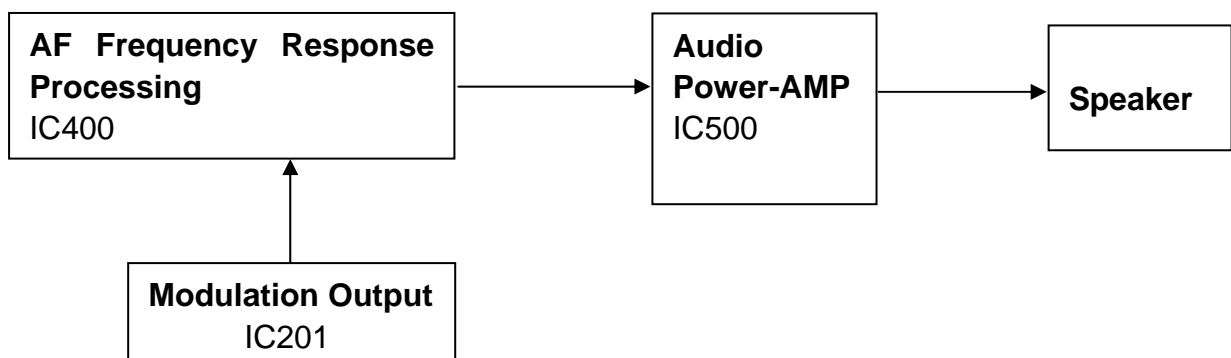 AF Frequency Response
Processing
IC400
Audio
Power-AMP
IC500
Speaker
Modulation Output
IC201